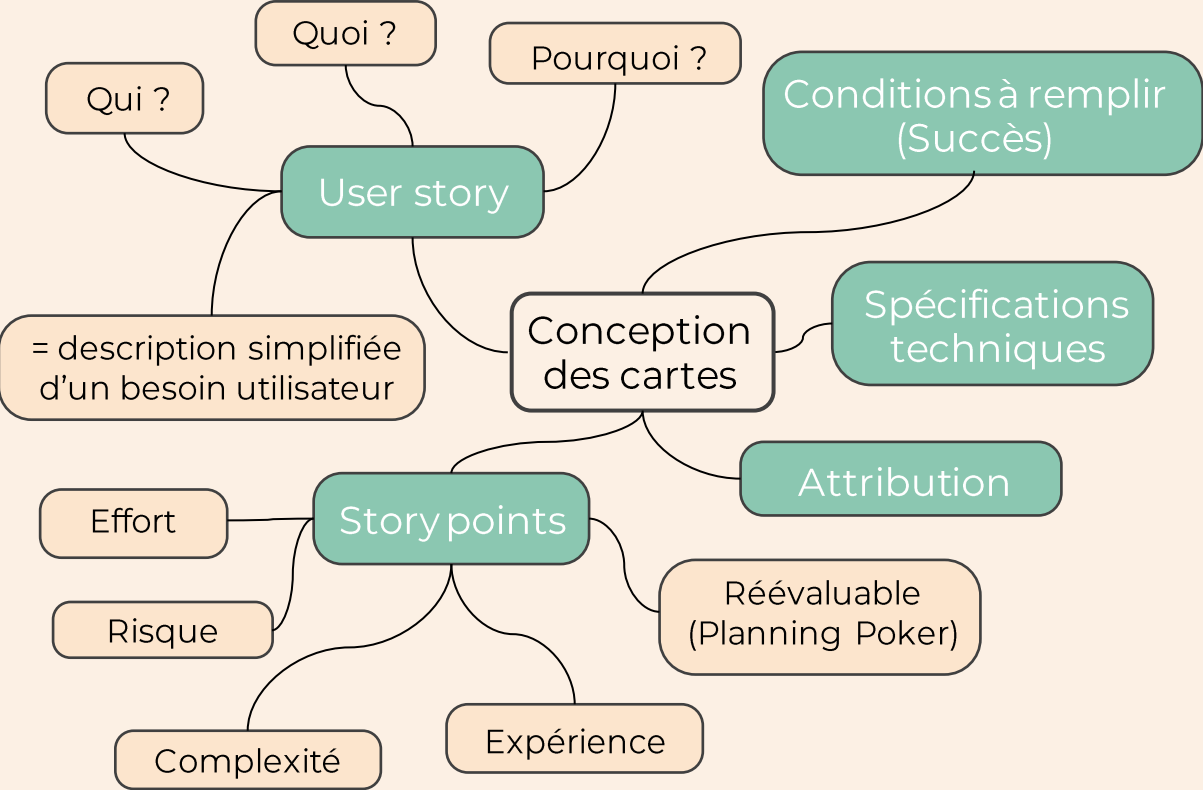 Quoi ?
Pourquoi ?
Qui ?
Conditions à remplir
(Succès)
User story
Spécifications
techniques
Conception
des cartes
= description simplifiée
d’un besoin utilisateur
Attribution
Story points
Effort
Réévaluable
(Planning Poker)
Risque
Expérience
Complexité